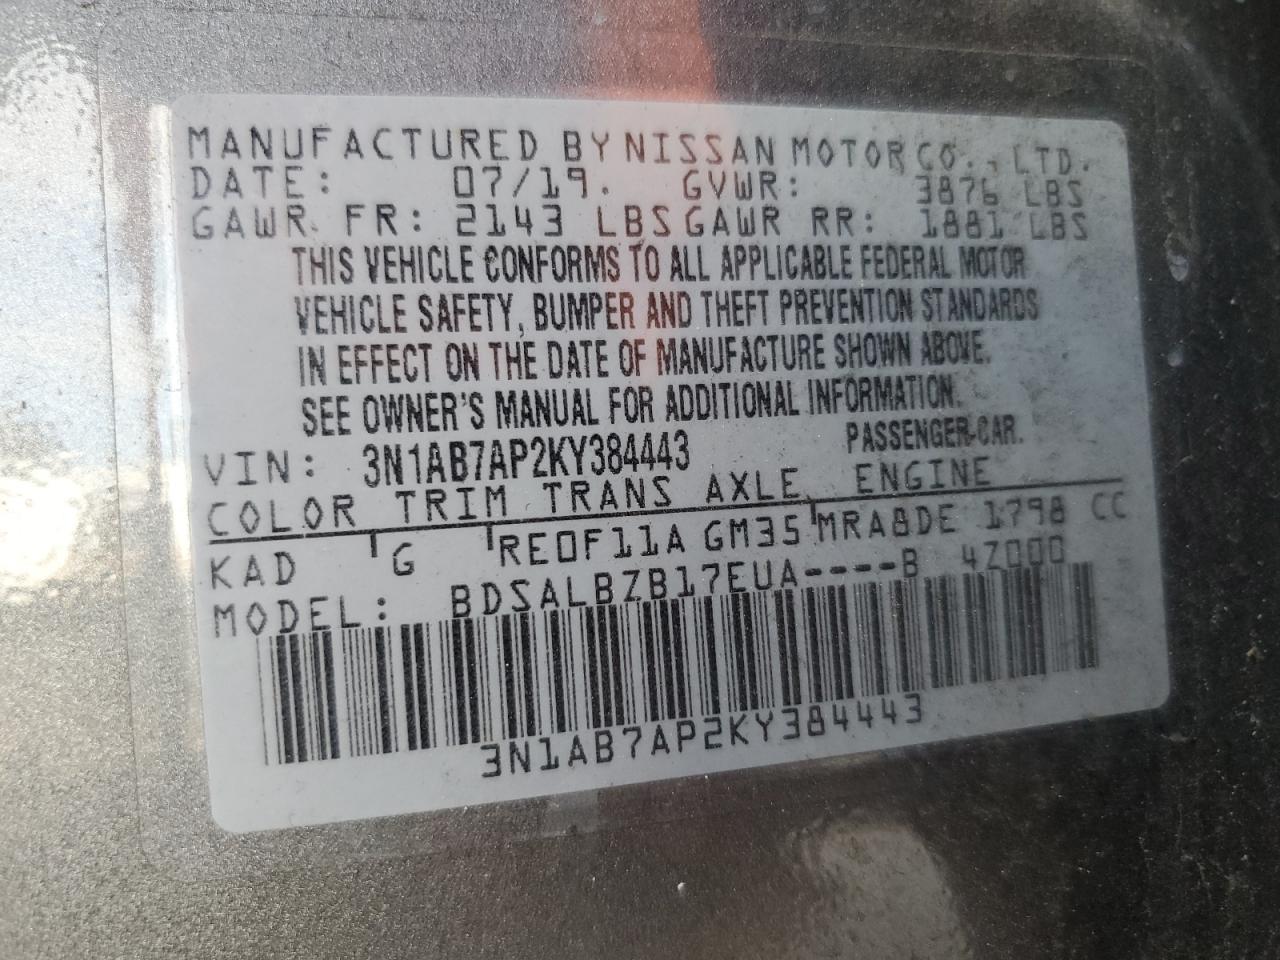 MANUFACTURED BY NISSAN MOTOR CO., LTD.
DATE: 07/19. GVWR: 3876 LBS
GAWR FR: 2143 LBS GAWR RR: 1881 LBS
THIS VEHICLE CONFORMS TO ALL APPLICABLE FEDERAL MOTOR
VEHICLE SAFETY, BUMPER AND THEFT PREVENTION STANDARDS
IN EFFECT ON THE DATE OF MANUFACTURE SHOWN ABOVE.
SEE OWNER'S MANUAL FOR ADDITIONAL INFORMATION.
VIN: 3N1AB7AP2KY384443 PASSENGER CAR.
COLOR TRIM TRANS AXLE ENGINE
KAD G RE0F11A GM35 MRA8DE 1798 CC
MODEL: BDSALBZB17EUA----B 4Z000
3N1AB7AP2KY384443